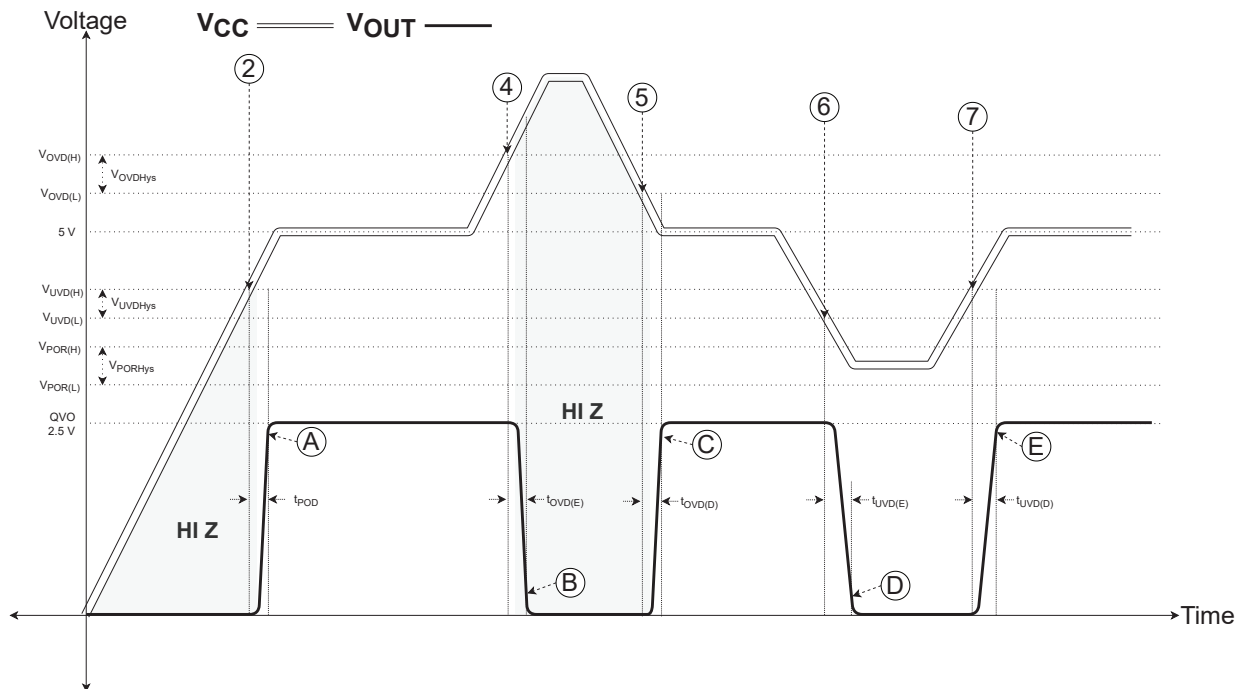 Voltage
VCC VOUT
2
4
5
6
7
VOVD(H)
VOVDHys
VOVD(L)
5 V
VUVD(H)
VUVDHys
VUVD(L)
VPOR(H)
VPORHys
VPOR(L)
QVO
2.5 V
HI Z
A
C
E
tPOD
tOVD(E)
tOVD(D)
tUVD(E)
tUVD(D)
HI Z
B
D
Time